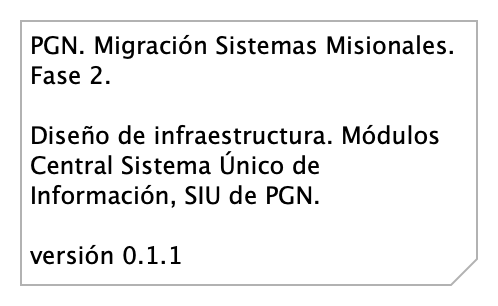 PGN. Migración Sistemas Misionales.
Fase 2.
Diseño de infraestructura. Módulos
Central Sistema Único de
Información, SIU de PGN.
versión 0.1.1